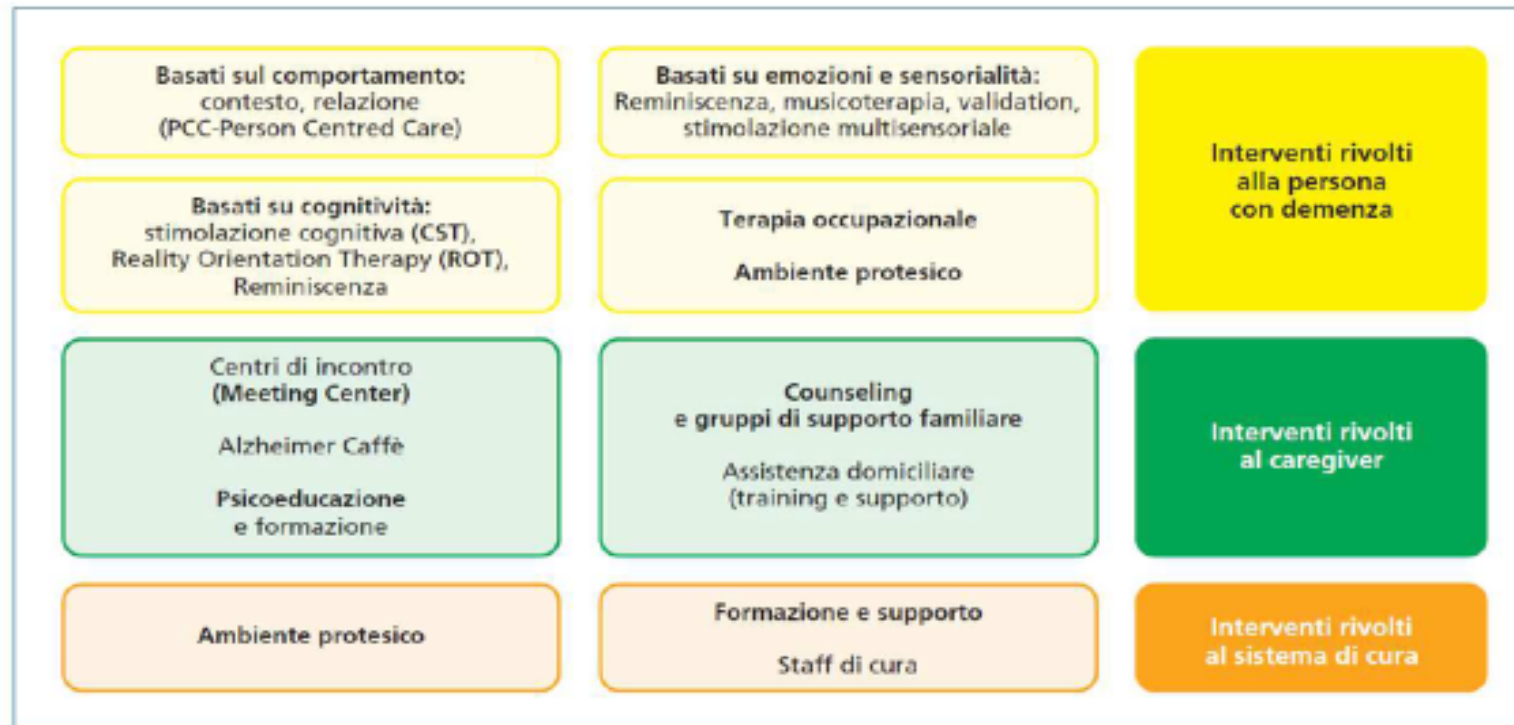 Basati sul comportamento:
contesto, relazione
(PCC-Person Centred Care)
Basati su emozioni e sensorialità:
Reminiscenza, musicoterapia, validation,
stimolazione multisensoriale
Interventi rivolti
alla persona
con demenza
Basati su cognitività:
stimolazione cognitiva (CST),
Reality Orientation Therapy (ROT),
Reminiscenza
Terapia occupazionale
Ambiente protesico
Centri di incontro
(Meeting Center)
Alzheimer Caffè
Psicoeducazione
e formazione
Counseling
e gruppi di supporto familiare
Assistenza domiciliare
(training e supporto)
Interventi rivolti
al caregiver
Ambiente protesico
Formazione e supporto
Staff di cura
Interventi rivolti
al sistema di cura